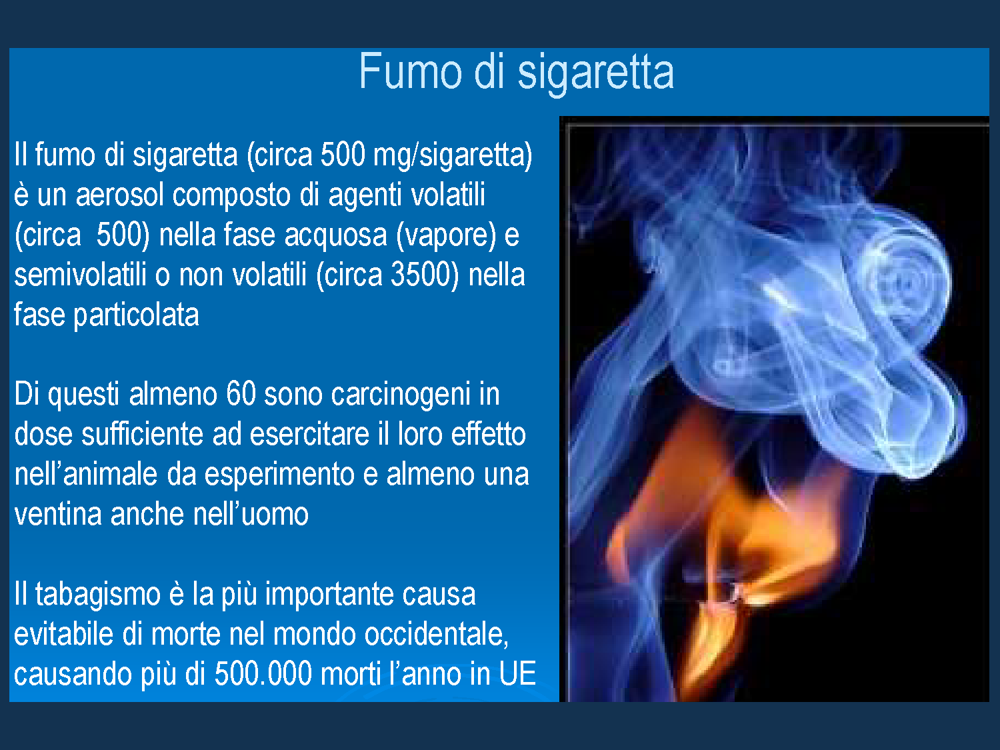 Fumo di sigaretta
Il fumo di sigaretta (circa 500 mg/sigaretta)
è un aerosol composto di agenti volatili
(circa 500) nella fase acquosa (vapore) e
semivolatili o non volatili (circa 3500) nella
fase particolata
Di questi almeno 60 sono carcinogeni in
dose sufficiente ad esercitare il loro effetto
nell’animale da esperimento e almeno una
ventina anche nell’uomo
Il tabagismo è la più importante causa
evitabile di morte nel mondo occidentale,
causando più di 500.000 morti l’anno in UE